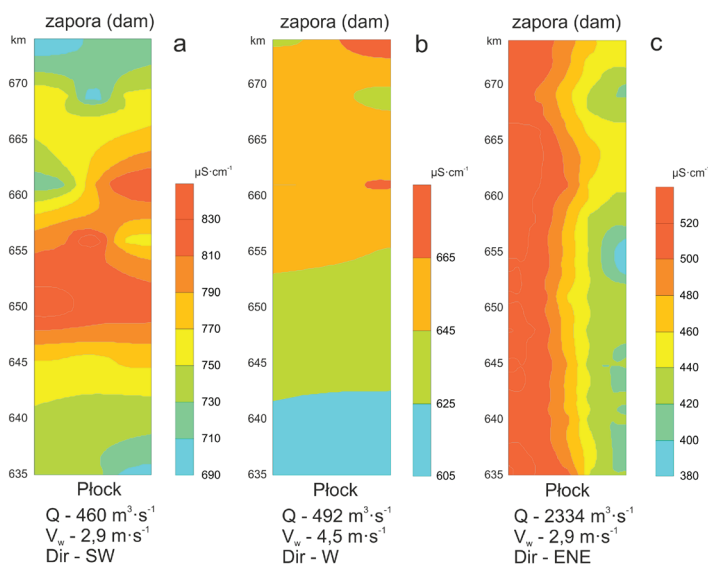 zapora (dam)
km
a
670
665
660
655
650
645
640
635
µS·cm⁻¹
830
810
790
770
750
730
710
690
Płock
Q - 460 m³·s⁻¹
Vw - 2,9 m·s⁻¹
Dir - SW
zapora (dam)
km
b
670
665
660
655
650
645
640
635
µS·cm⁻¹
665
645
625
605
Płock
Q - 492 m³·s⁻¹
Vw - 4,5 m·s⁻¹
Dir - W
zapora (dam)
km
c
670
665
660
655
650
645
640
635
µS·cm⁻¹
520
500
480
460
440
420
400
380
Płock
Q - 2334 m³·s⁻¹
Vw - 2,9 m·s⁻¹
Dir - ENE